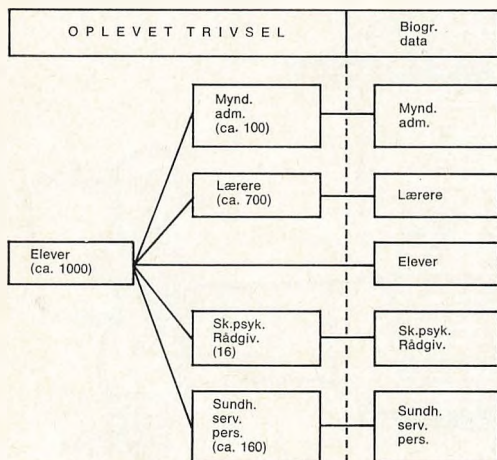 OPLEVET TRIVSEL
Biogr.
data
Mynd.
adm.
(ca. 100)
Mynd.
adm.
Lærere
(ca. 700)
Lærere
Elever
(ca. 1000)
Elever
Sk.psyk.
Rådgiv.
(16)
Sk.psyk.
Rådgiv.
Sundh.
serv.
pers.
(ca. 160)
Sundh.
serv.
pers.